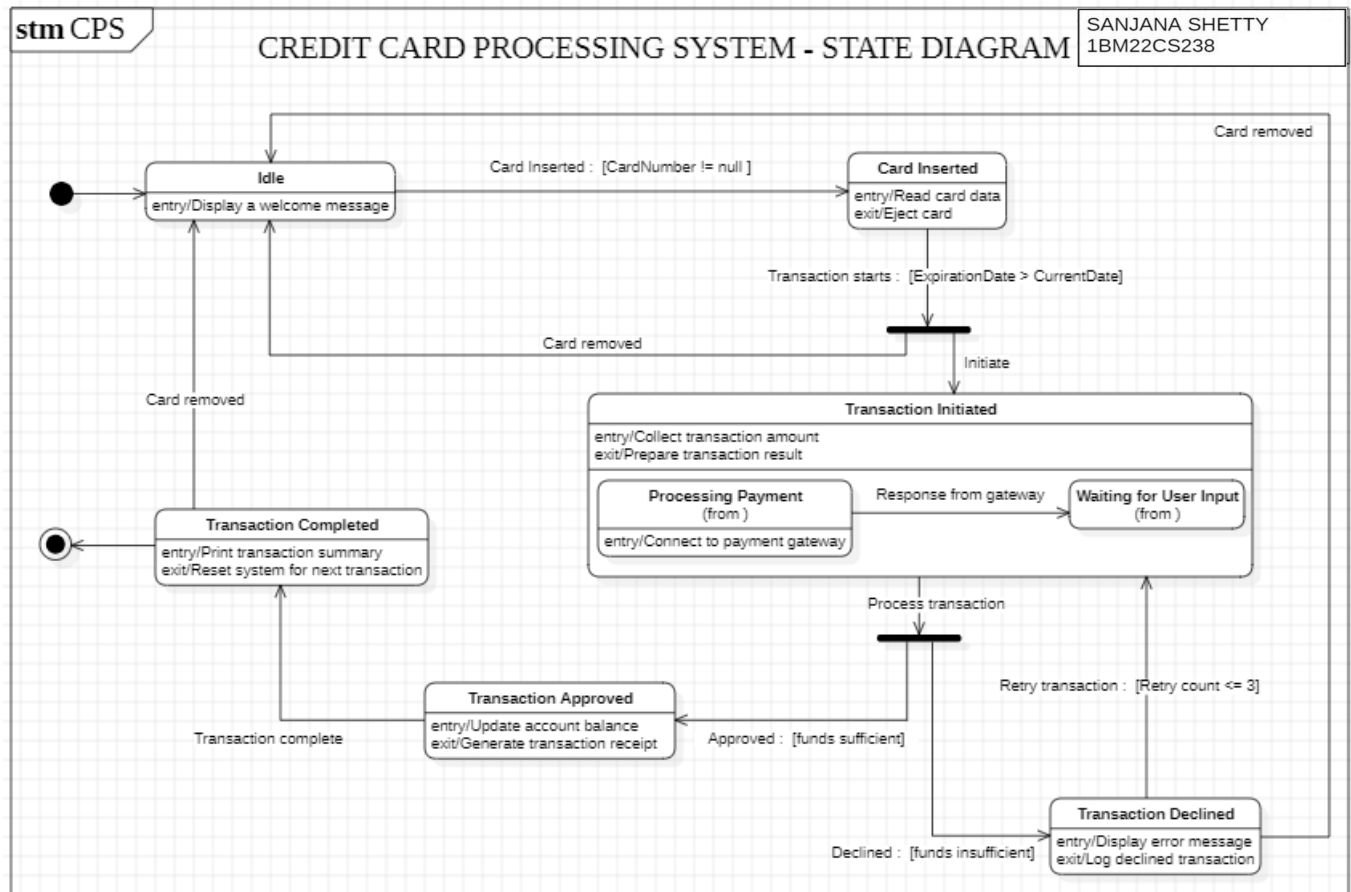 stm CPS
CREDIT CARD PROCESSING SYSTEM - STATE DIAGRAM
SANJANA SHETTY
1BM22CS238
Card removed
Idle
entry/Display a welcome message
Card Inserted : [CardNumber != null ]
Card Inserted
entry/Read card data
exit/Eject card
Transaction starts : [ExpirationDate > CurrentDate]
Card removed
Initiate
Card removed
Transaction Initiated
entry/Collect transaction amount
exit/Prepare transaction result
Processing Payment
(from )
entry/Connect to payment gateway
Response from gateway
Waiting for User Input
(from )
Transaction Completed
entry/Print transaction summary
exit/Reset system for next transaction
Process transaction
Retry transaction : [Retry count <= 3]
Transaction Approved
entry/Update account balance
exit/Generate transaction receipt
Transaction complete
Approved : [funds sufficient]
Transaction Declined
entry/Display error message
exit/Log declined transaction
Declined : [funds insufficient]